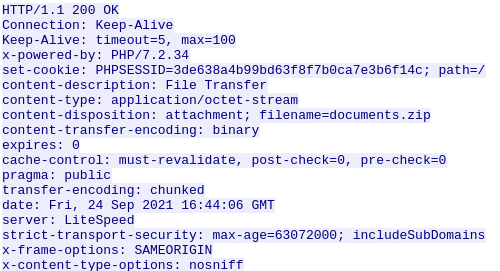 HTTP/1.1 200 OK
Connection: Keep-Alive
Keep-Alive: timeout=5, max=100
x-powered-by: PHP/7.2.34
set-cookie: PHPSESSID=3de638a4b99bd63f8f7b0ca7e3b6f14c; path=/
content-description: File Transfer
content-type: application/octet-stream
content-disposition: attachment; filename=documents.zip
content-transfer-encoding: binary
expires: 0
cache-control: must-revalidate, post-check=0, pre-check=0
pragma: public
transfer-encoding: chunked
date: Fri, 24 Sep 2021 16:44:06 GMT
server: LiteSpeed
strict-transport-security: max-age=63072000; includeSubDomains
x-frame-options: SAMEORIGIN
x-content-type-options: nosniff